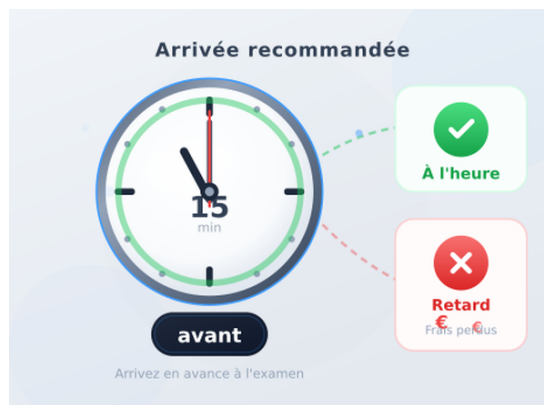 Arrivée recommandée
15
min
avant
Arrivez en avance à l'examen
À l'heure
Retard
€ €
Frais perdus